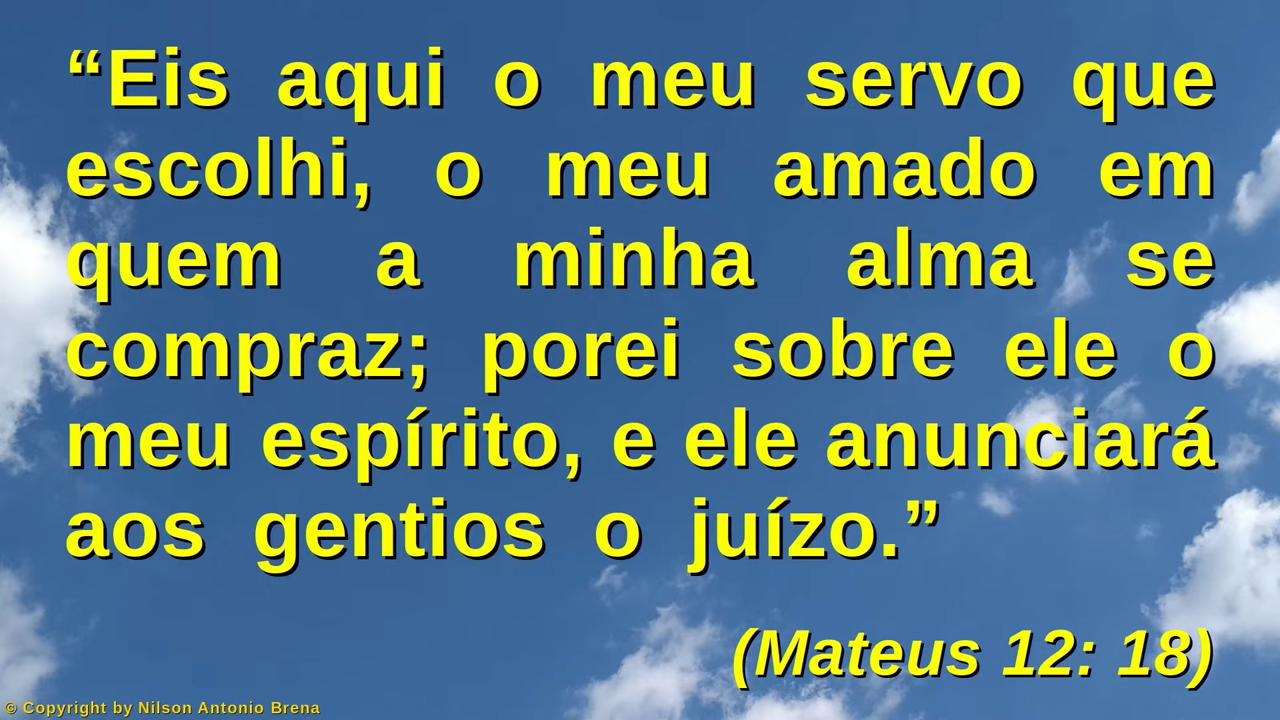 “Eis aqui o meu servo que
escolhi, o meu amado em
quem a minha alma se
compraz; porei sobre ele o
meu espírito, e ele anunciará
aos gentios o juízo.”
(Mateus 12: 18)
© Copyright by Nilson Antonio Brena